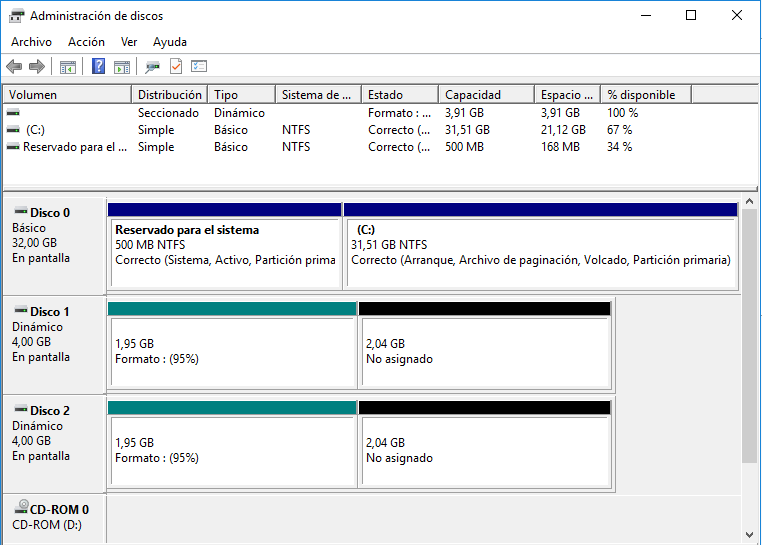 Administración de discos
Archivo Acción Ver Ayuda
Volumen Distribución Tipo Sistema de ... Estado Capacidad Espacio ... % disponible
Seccionado Dinámico Formato : ... 3,91 GB 3,91 GB 100 %
(C:) Simple Básico NTFS Correcto (... 31,51 GB 21,12 GB 67 %
Reservado para el ... Simple Básico NTFS Correcto (... 500 MB 168 MB 34 %
Disco 0
Básico
32,00 GB
En pantalla
Reservado para el sistema
500 MB NTFS
Correcto (Sistema, Activo, Partición prima
(C:)
31,51 GB NTFS
Correcto (Arranque, Archivo de paginación, Volcado, Partición primaria)
Disco 1
Dinámico
4,00 GB
En pantalla
1,95 GB
Formato : (95%)
2,04 GB
No asignado
Disco 2
Dinámico
4,00 GB
En pantalla
1,95 GB
Formato : (95%)
2,04 GB
No asignado
CD-ROM 0
CD-ROM (D:)